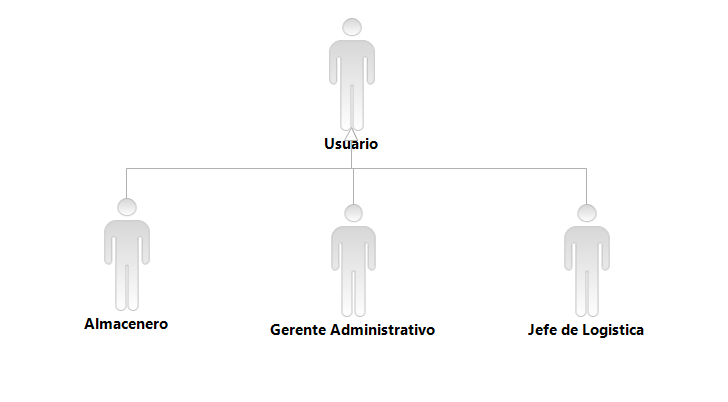 Usuario
Almacenero
Gerente Administrativo
Jefe de Logistica